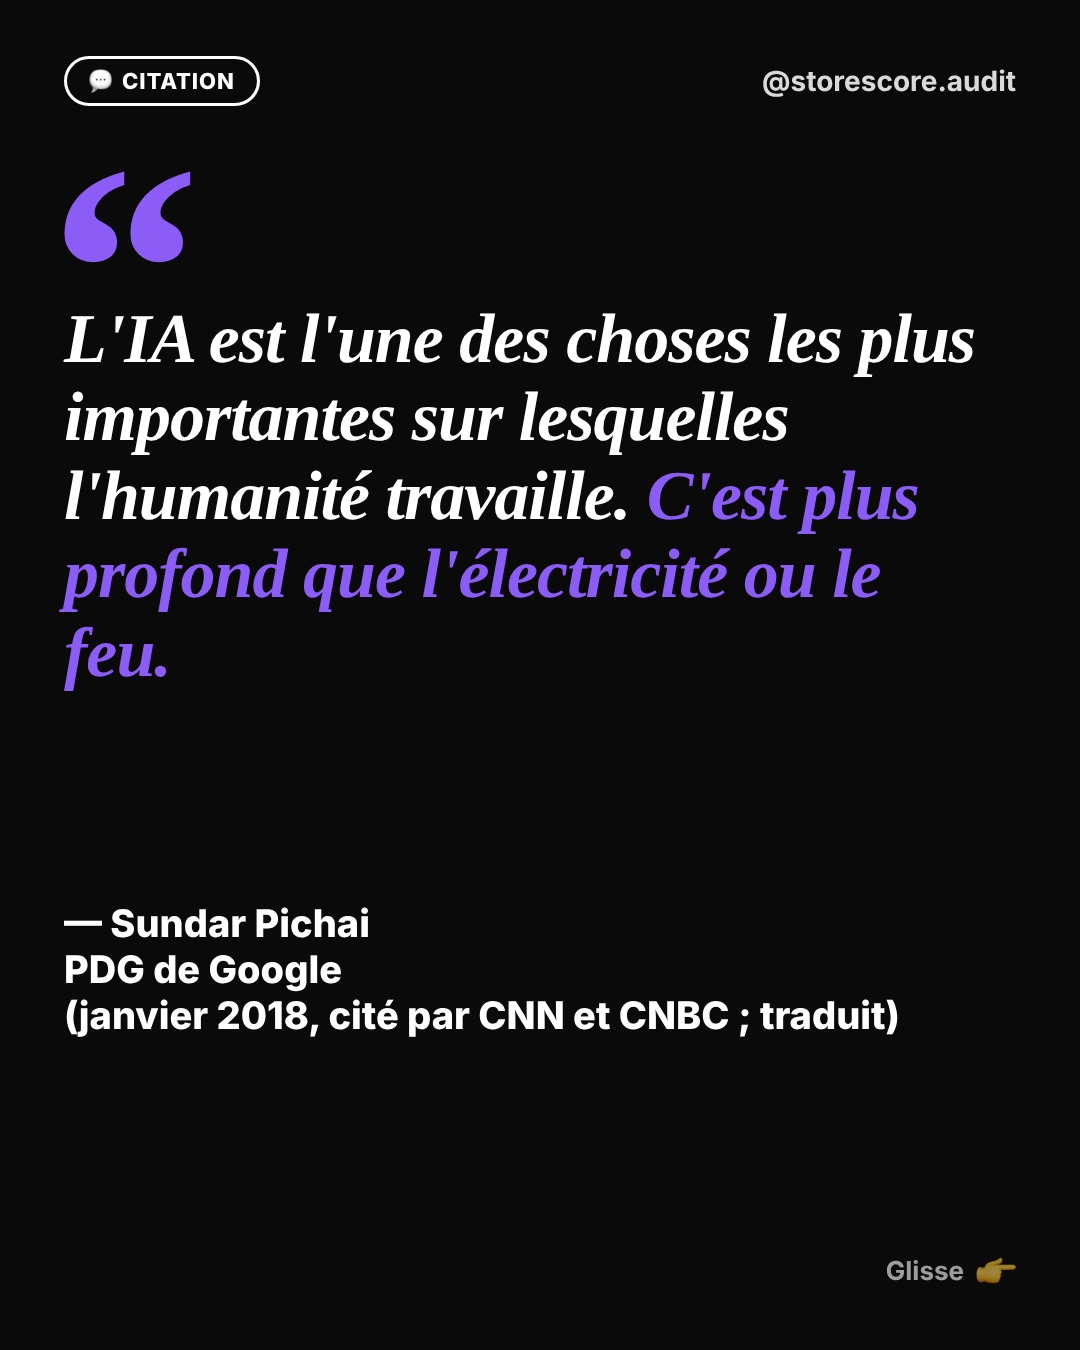 💬 CITATION
@storescore.audit
“
L'IA est l'une des choses les plus
importantes sur lesquelles
l'humanité travaille. C'est plus
profond que l'électricité ou le
feu.
— Sundar Pichai
PDG de Google
(janvier 2018, cité par CNN et CNBC ; traduit)
Glisse 👉